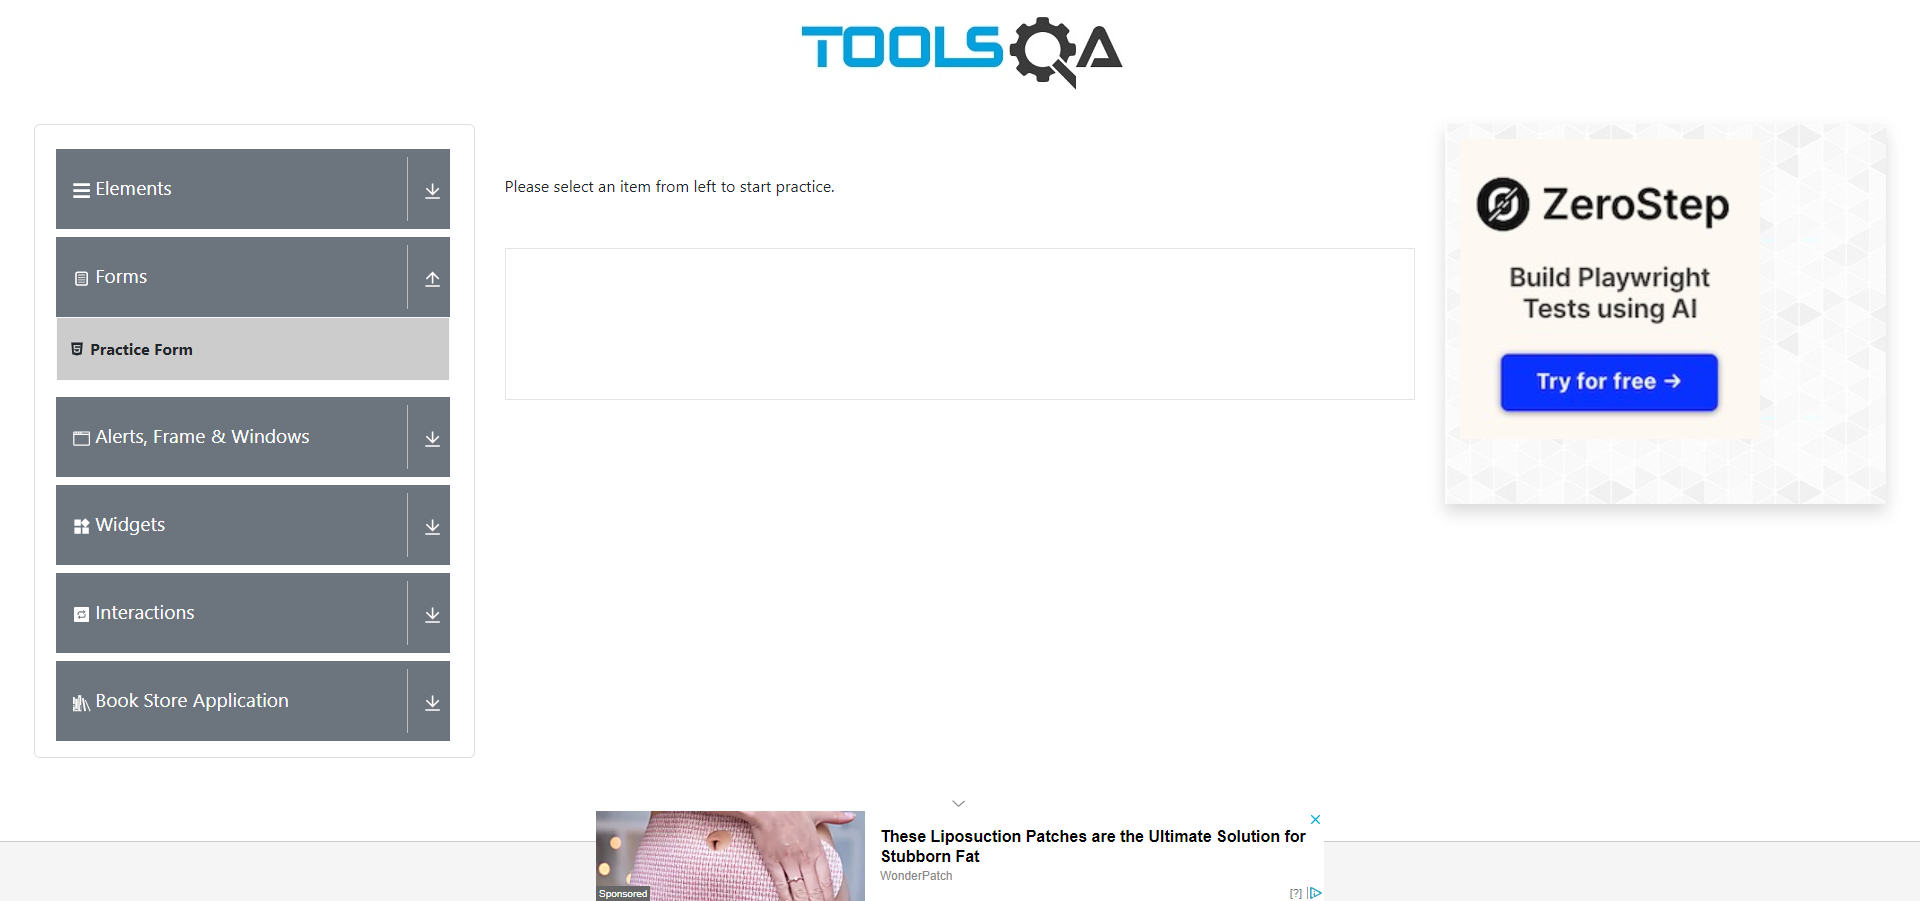 TOOLSQA
Elements
Forms
Practice Form
Alerts, Frame & Windows
Widgets
Interactions
Book Store Application
Please select an item from left to start practice.
ZeroStep
Build Playwright
Tests using AI
Try for free →
These Liposuction Patches are the Ultimate Solution for
Stubborn Fat
WonderPatch
Sponsored
[?]